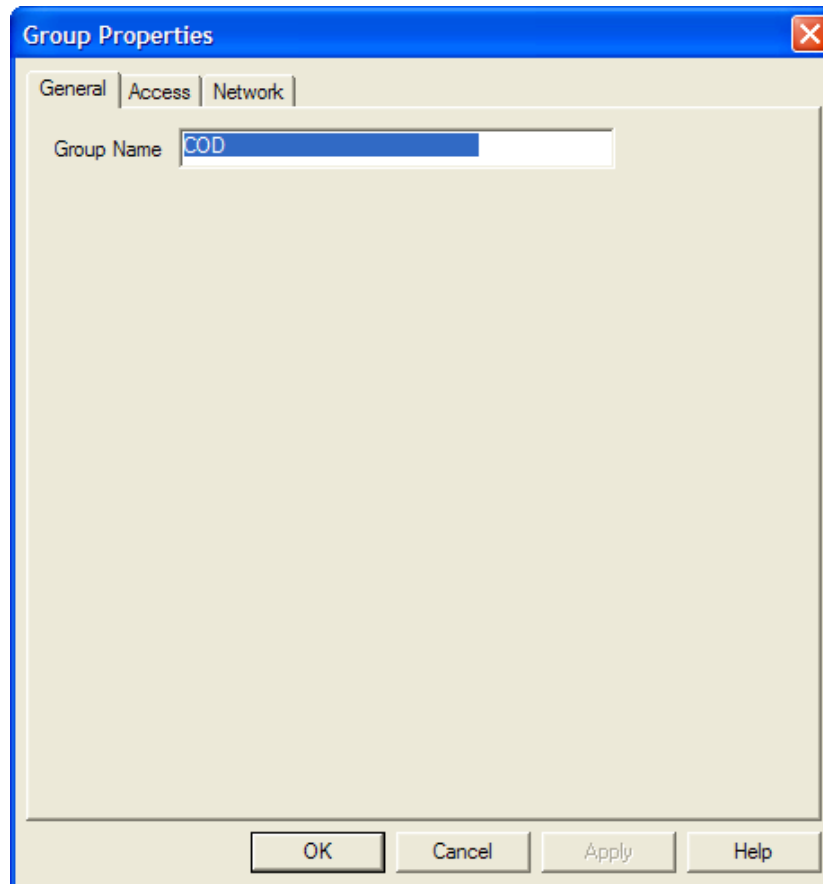 Group Properties
General Access Network
Group Name COD
OK Cancel Apply Help